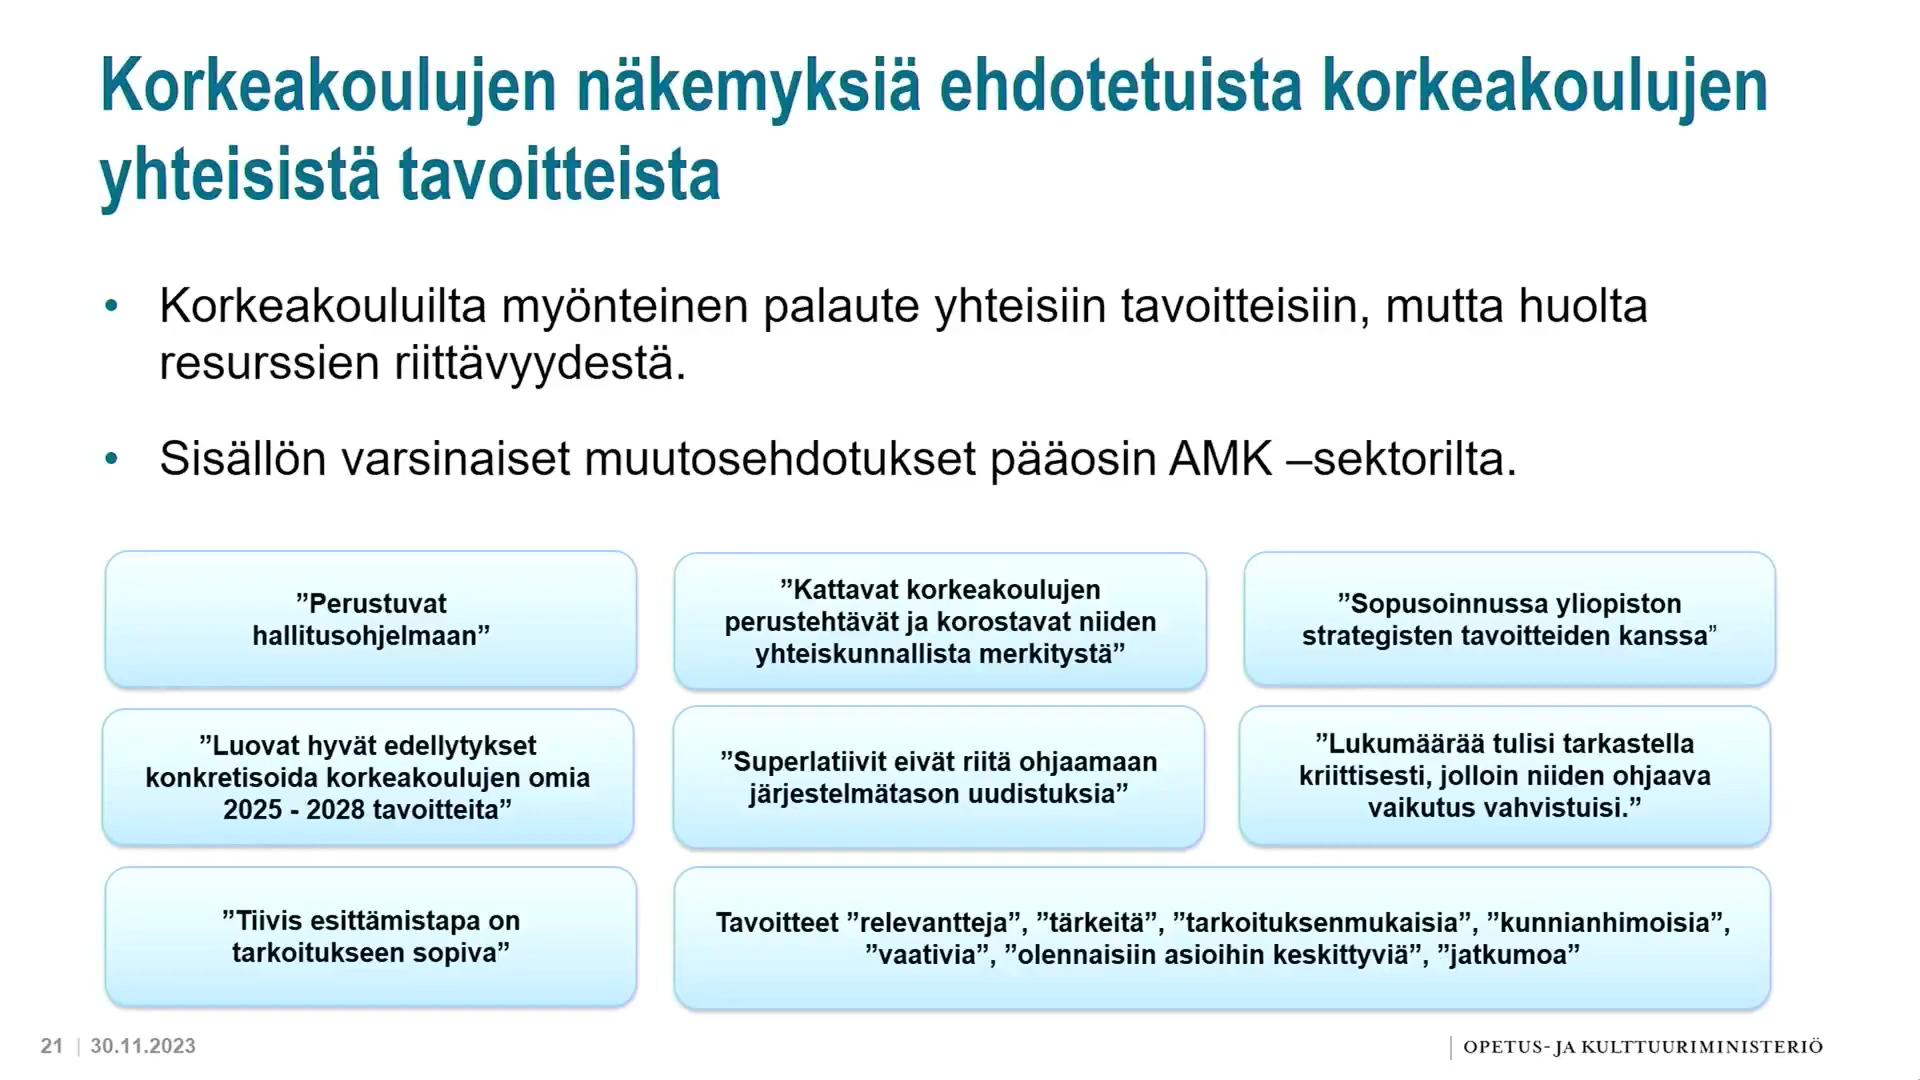 Korkeakoulujen näkemyksiä ehdotetuista korkeakoulujen
yhteisistä tavoitteista
• Korkeakouluilta myönteinen palaute yhteisiin tavoitteisiin, mutta huolta
resurssien riittävyydestä.
• Sisällön varsinaiset muutosehdotukset pääosin AMK –sektorilta.
”Perustuvat
hallitusohjelmaan”
”Kattavat korkeakoulujen
perustehtävät ja korostavat niiden
yhteiskunnallista merkitystä”
”Sopusoinnussa yliopiston
strategisten tavoitteiden kanssa”
”Luovat hyvät edellytykset
konkretisoida korkeakoulujen omia
2025 - 2028 tavoitteita”
”Superlatiivit eivät riitä ohjaamaan
järjestelmätason uudistuksia”
”Lukumäärää tulisi tarkastella
kriittisesti, jolloin niiden ohjaava
vaikutus vahvistuisi.”
”Tiivis esittämistapa on
tarkoitukseen sopiva”
Tavoitteet ”relevantteja”, ”tärkeitä”, ”tarkoituksenmukaisia”, ”kunnianhimoisia”,
”vaativia”, ”olennaisiin asioihin keskittyviä”, ”jatkumoa”
21 | 30.11.2023
OPETUS- JA KULTTUURIMINISTERIÖ